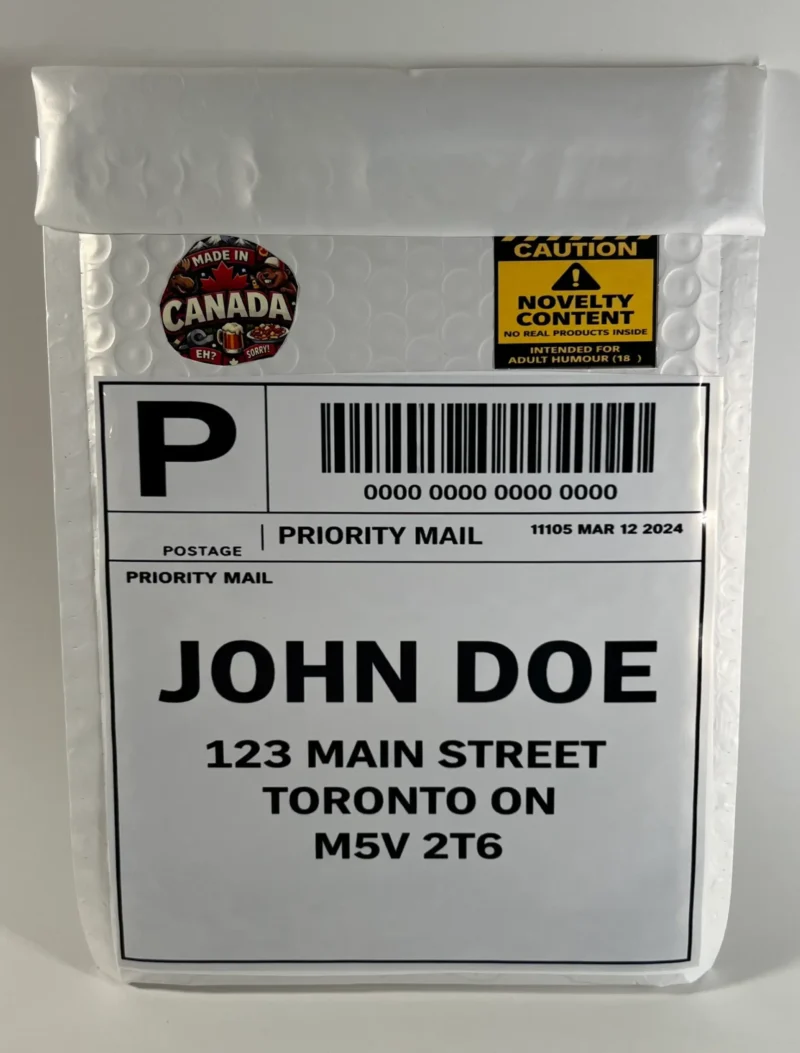 MADE IN
CANADA
EH?
SORRY!
CAUTION
NOVELTY
CONTENT
NO REAL PRODUCTS INSIDE
INTENDED FOR
ADULT HUMOUR (18 )
P
0000 0000 0000 0000
POSTAGE
PRIORITY MAIL
11105 MAR 12 2024
PRIORITY MAIL
JOHN DOE
123 MAIN STREET
TORONTO ON
M5V 2T6